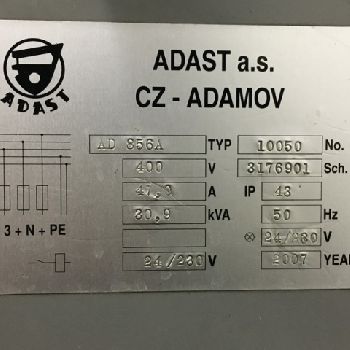 ADAST
ADAST a.s.
CZ - ADAMOV
AD 856A TYP 10050 No.
400 V 3176901 Sch.
A IP 43
30,9 kVA 50 Hz
3 + N + PE
24/230 V
24/230 V 2007 YEAR